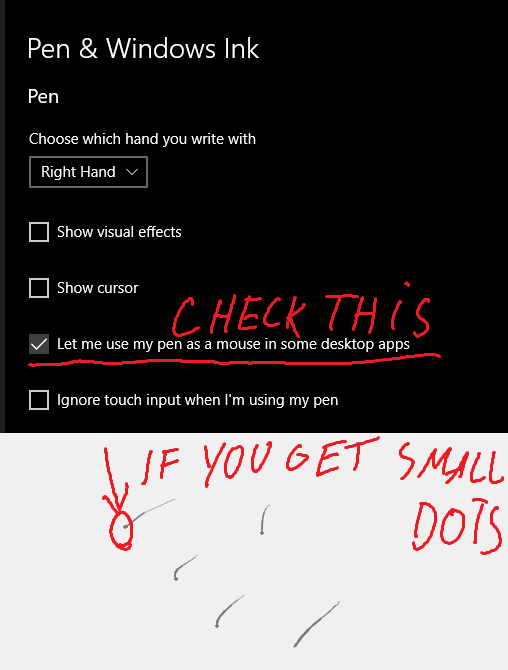 Pen & Windows Ink
Pen
Choose which hand you write with
Right Hand
Show visual effects
Show cursor
CHECK THiS
Let me use my pen as a mouse in some desktop apps
Ignore touch input when I'm using my pen
IF YOU GET SMALL
DOTS